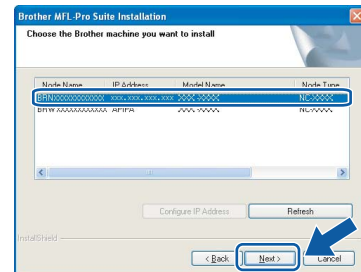 Brother MFL-Pro Suite Installation
Choose the Brother machine you want to install
Node Name IP Address Model Name Node Type
BRNXXXXXXXXXXXX xxx.xxx.xxx.xxx XXX-XXXX NC-XXXX
BRWXXXXXXXXXXXX APIPA XXX-XXXX NC-XXXX
Configure IP Address Refresh
InstallShield
< Back Next > Cancel